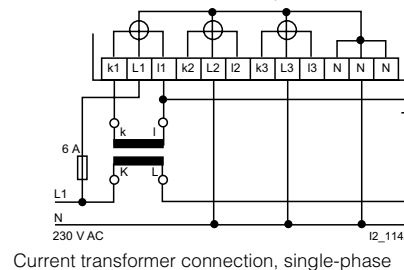 k1 L1 l1 k2 L2 l2 k3 L3 l3 N N N
k l
6 A
K L
L1
N
230 V AC
I2_114
Current transformer connection, single-phase